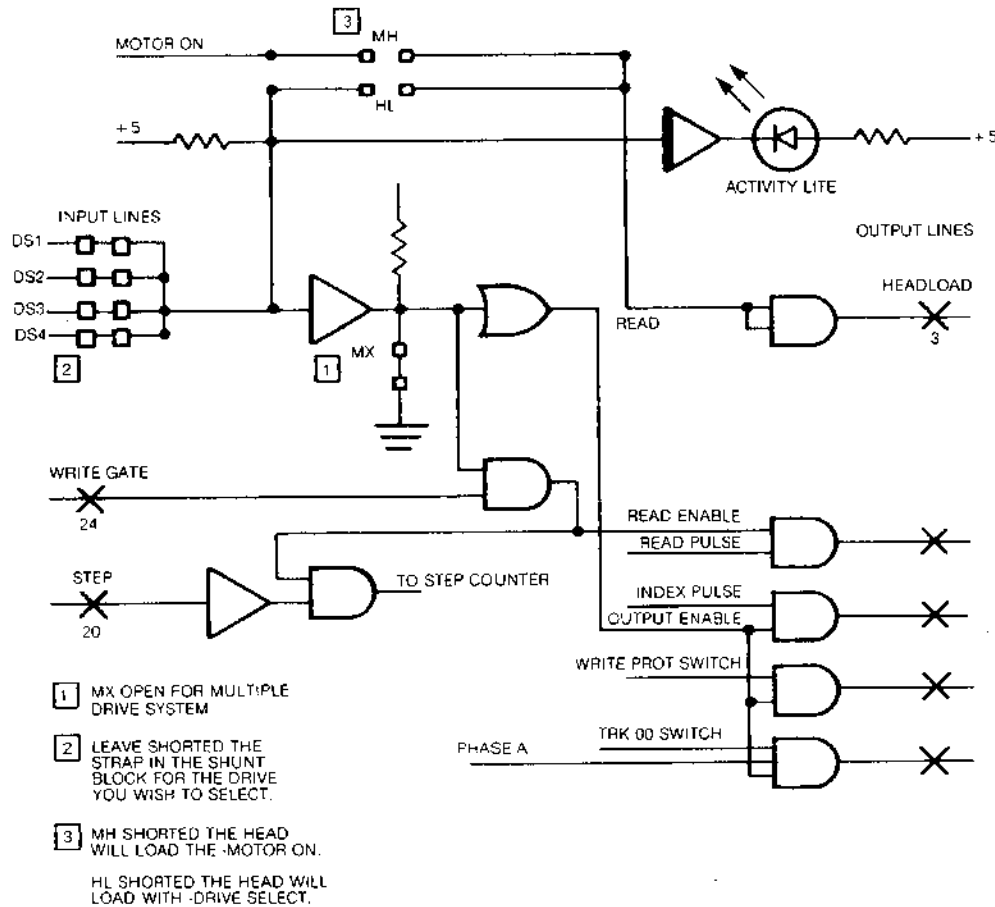 3
MH
MOTOR ON
HL
+5
+5
ACTIVITY LITE
INPUT LINES
OUTPUT LINES
DS1
DS2
DS3
DS4
HEADLOAD
READ
3
2
1
MX
WRITE GATE
24
READ ENABLE
READ PULSE
STEP
20
TO STEP COUNTER
INDEX PULSE
OUTPUT ENABLE
WRITE PROT SWITCH
TRK 00 SWITCH
PHASE A
1 MX OPEN FOR MULTIPLE
DRIVE SYSTEM
2 LEAVE SHORTED THE
STRAP IN THE SHUNT
BLOCK FOR THE DRIVE
YOU WISH TO SELECT.
3 MH SHORTED THE HEAD
WILL LOAD THE -MOTOR ON.
HL SHORTED THE HEAD WILL
LOAD WITH -DRIVE SELECT.